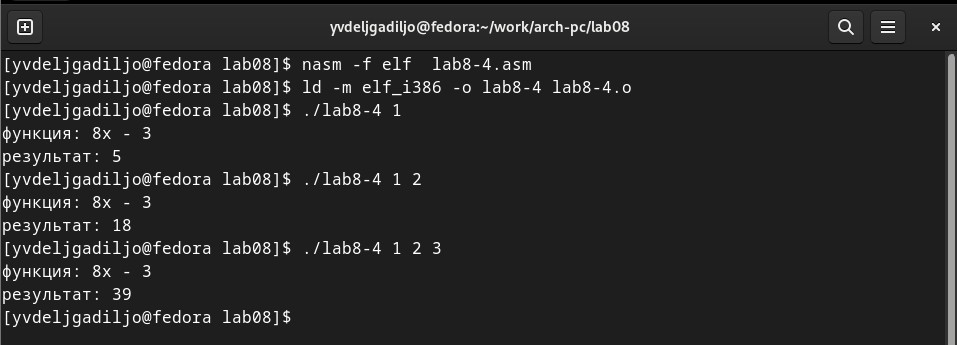 yvdeljgadiljo@fedora:~/work/arch-pc/lab08
[yvdeljgadiljo@fedora lab08]$ nasm -f elf  lab8-4.asm
[yvdeljgadiljo@fedora lab08]$ ld -m elf_i386 -o lab8-4 lab8-4.o
[yvdeljgadiljo@fedora lab08]$ ./lab8-4 1
функция: 8x - 3
результат: 5
[yvdeljgadiljo@fedora lab08]$ ./lab8-4 1 2
функция: 8x - 3
результат: 18
[yvdeljgadiljo@fedora lab08]$ ./lab8-4 1 2 3
функция: 8x - 3
результат: 39
[yvdeljgadiljo@fedora lab08]$